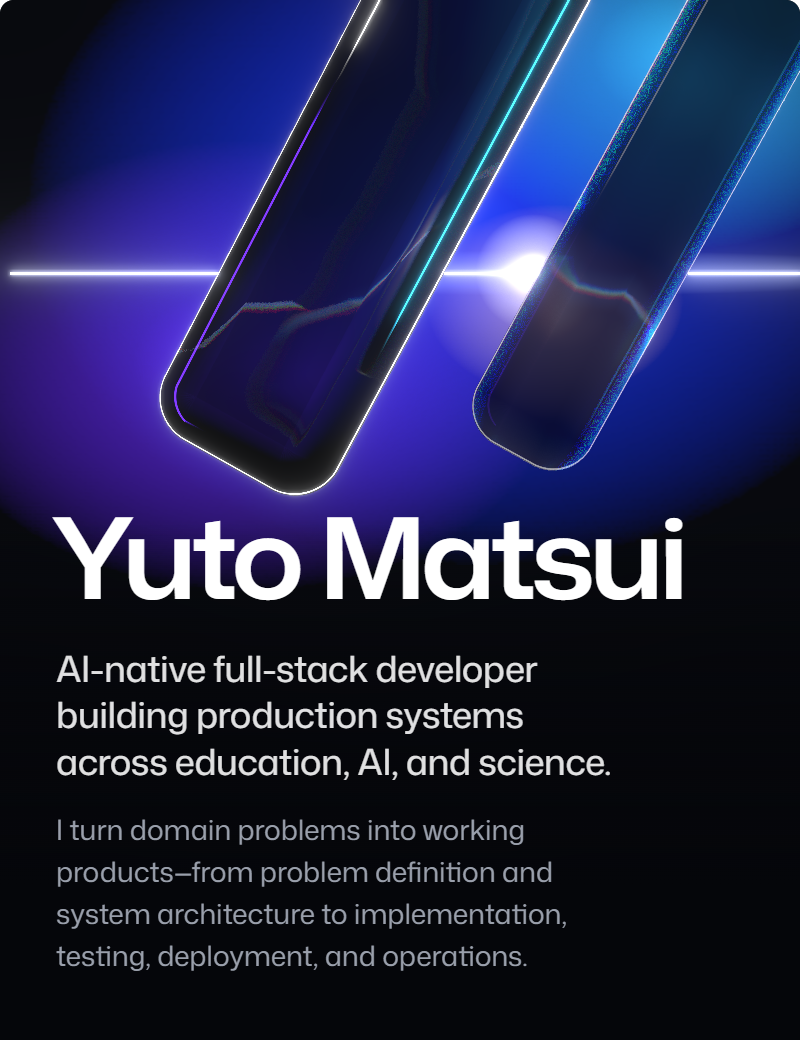 Yuto Matsui
AI-native full-stack developer
building production systems
across education, AI, and science.
I turn domain problems into working
products—from problem definition and
system architecture to implementation,
testing, deployment, and operations.